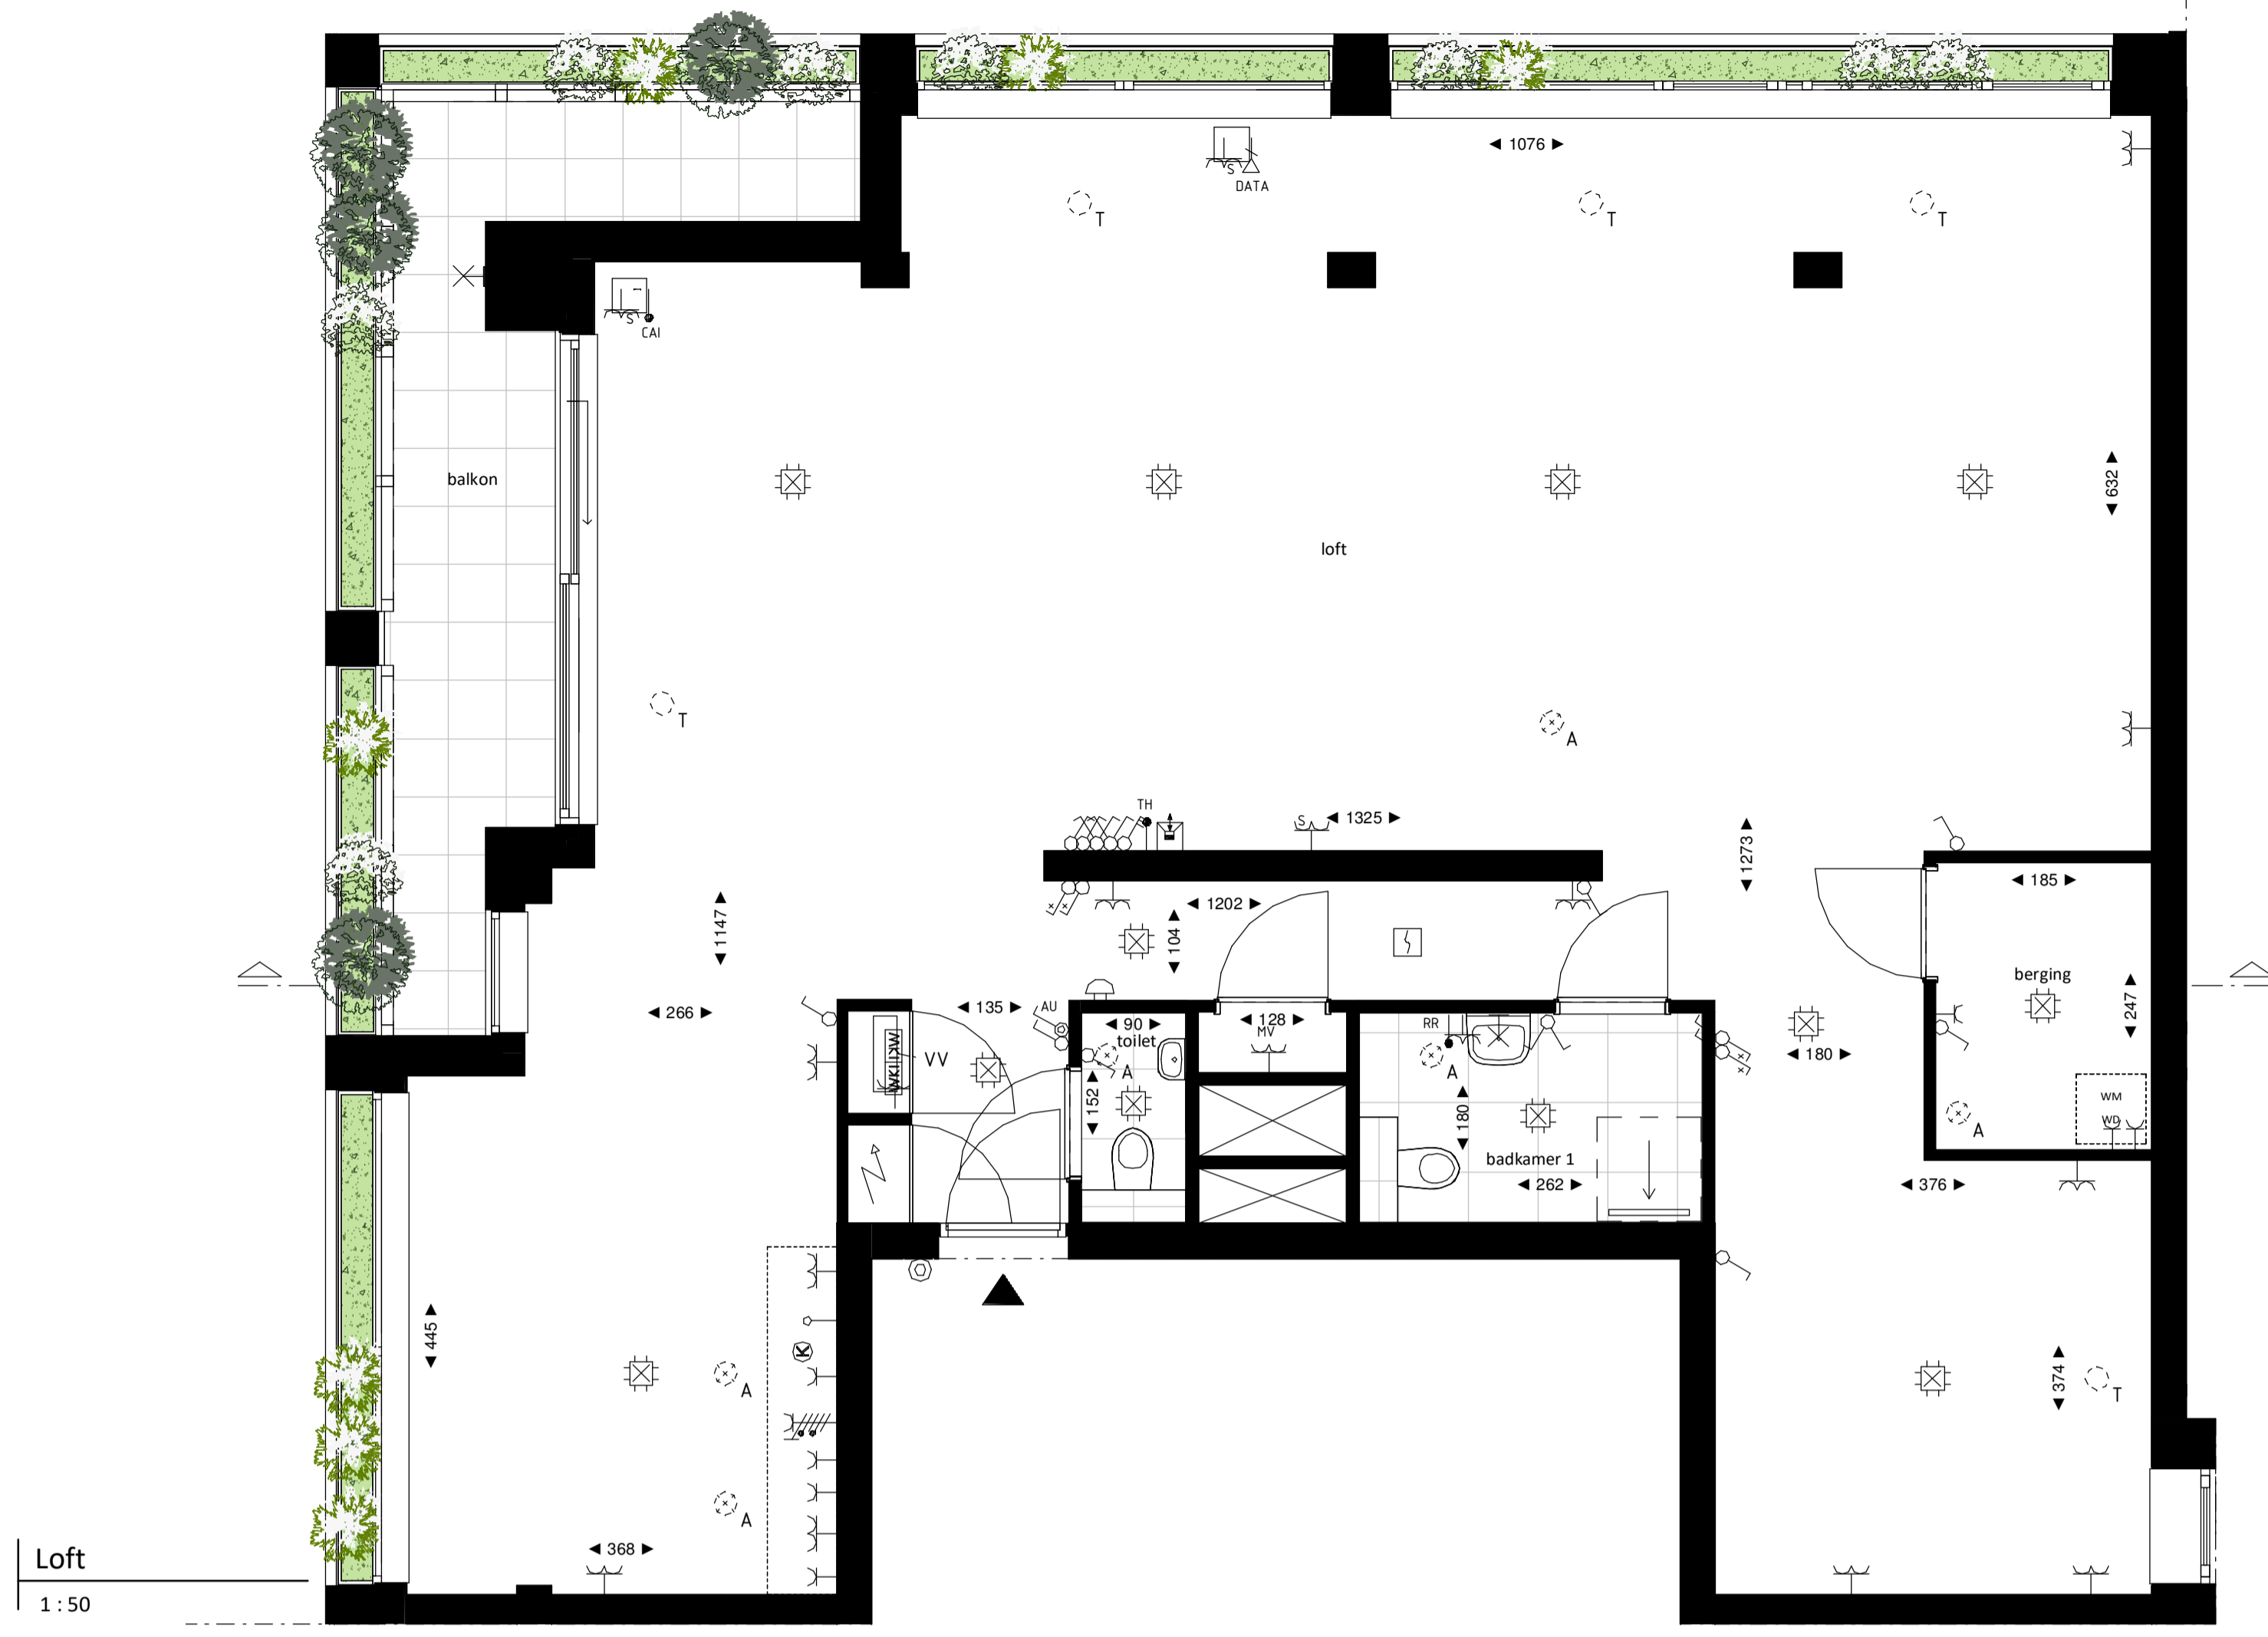 1076
S
DATA
T
T
T
S
CAI
balkon
632
loft
T
A
TH
S
1325
1273
1147
1202
104
185
berging
247
266
135
AU
90
toilet
128
MV
RR
180
VV
A
A
152
180
WM
WD
A
badkamer 1
262
376
445
K
A
374
T
A
368
Loft
1 : 50